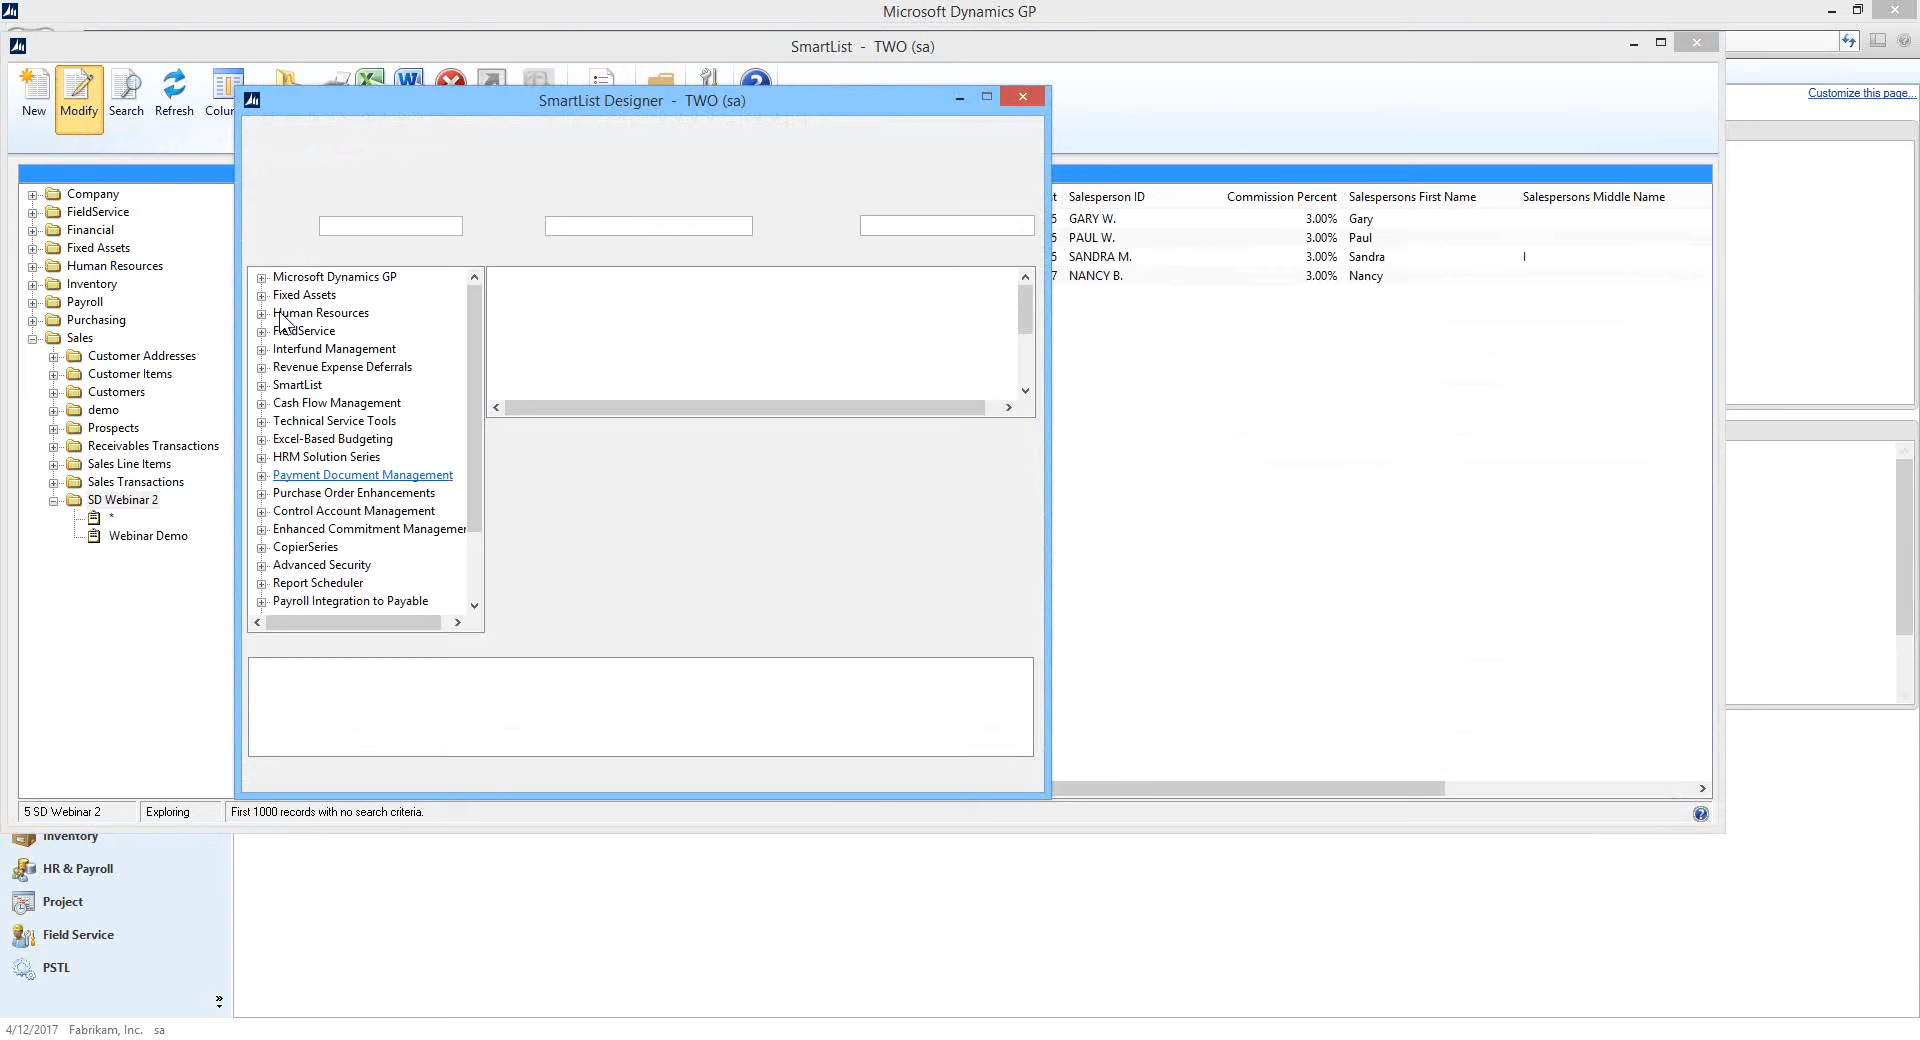 Microsoft Dynamics GP
SmartList - TWO (sa)
Customize this page...
New
Modify
Search
Refresh
SmartList Designer - TWO (sa)
Company
FieldService
Financial
Fixed Assets
Human Resources
Inventory
Payroll
Purchasing
Sales
Customer Addresses
Customer Items
Customers
demo
Prospects
Receivables Transactions
Sales Line Items
Sales Transactions
SD Webinar 2
*
Webinar Demo
Microsoft Dynamics GP
Fixed Assets
Human Resources
FieldService
Interfund Management
Revenue Expense Deferrals
SmartList
Cash Flow Management
Technical Service Tools
Excel-Based Budgeting
HRM Solution Series
Payment Document Management
Purchase Order Enhancements
Control Account Management
Enhanced Commitment Managemer
CopierSeries
Advanced Security
Report Scheduler
Payroll Integration to Payable
Salesperson ID Commission Percent Salespersons First Name Salespersons Middle Name
5 GARY W. 3.00% Gary
5 PAUL W. 3.00% Paul
5 SANDRA M. 3.00% Sandra I
7 NANCY B. 3.00% Nancy
5 SD Webinar 2 Exploring First 1000 records with no search criteria.
Inventory
HR & Payroll
Project
Field Service
PSTL
4/12/2017 Fabrikam, Inc. sa